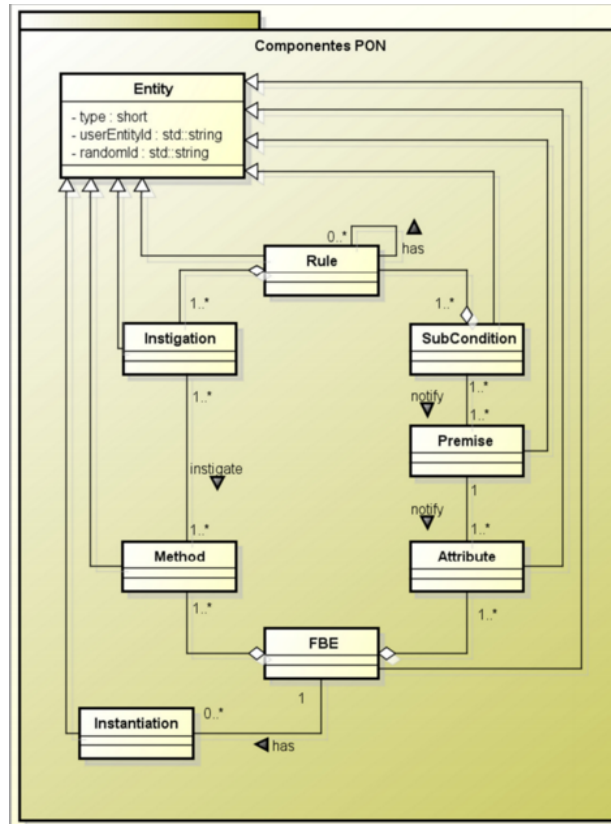 Componentes PON
Entity
- type : short
- userEntityId : std::string
- randomId : std::string
0..*
has
Rule
1..*
1..*
Instigation
SubCondition
1..*
1..*
notify
1..*
Premise
instigate
1
notify
1..*
1..*
Method
Attribute
1..*
1..*
FBE
1
0..*
Instantiation
has